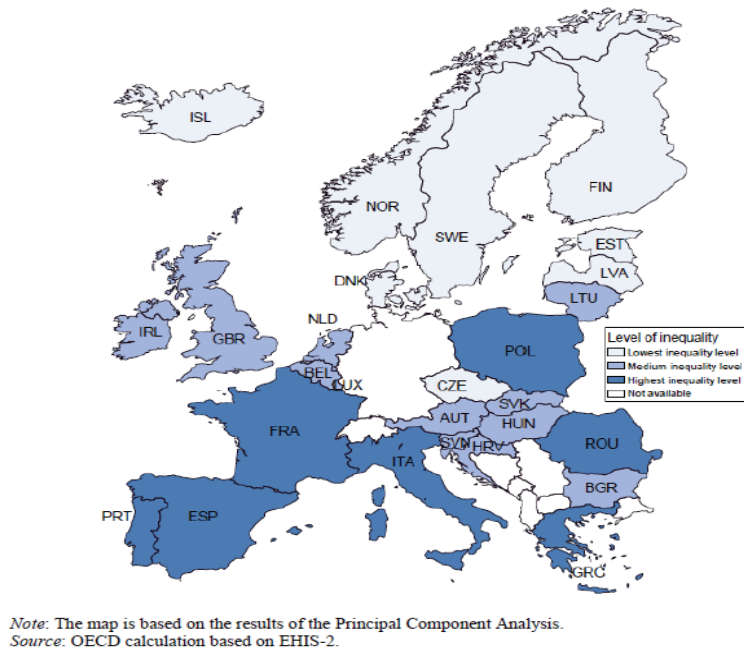 ISL
FIN
NOR
SWE
EST
DNK
LVA
LTU
NLD
IRL
GBR
POL
Level of inequality
Lowest inequality level
Medium inequality level
Highest inequality level
Not available
BEL
LUX
CZE
SVK
AUT
HUN
FRA
SVN
HRV
ROU
ITA
BGR
PRT
ESP
GRC
Note: The map is based on the results of the Principal Component Analysis.
Source: OECD calculation based on EHIS-2.